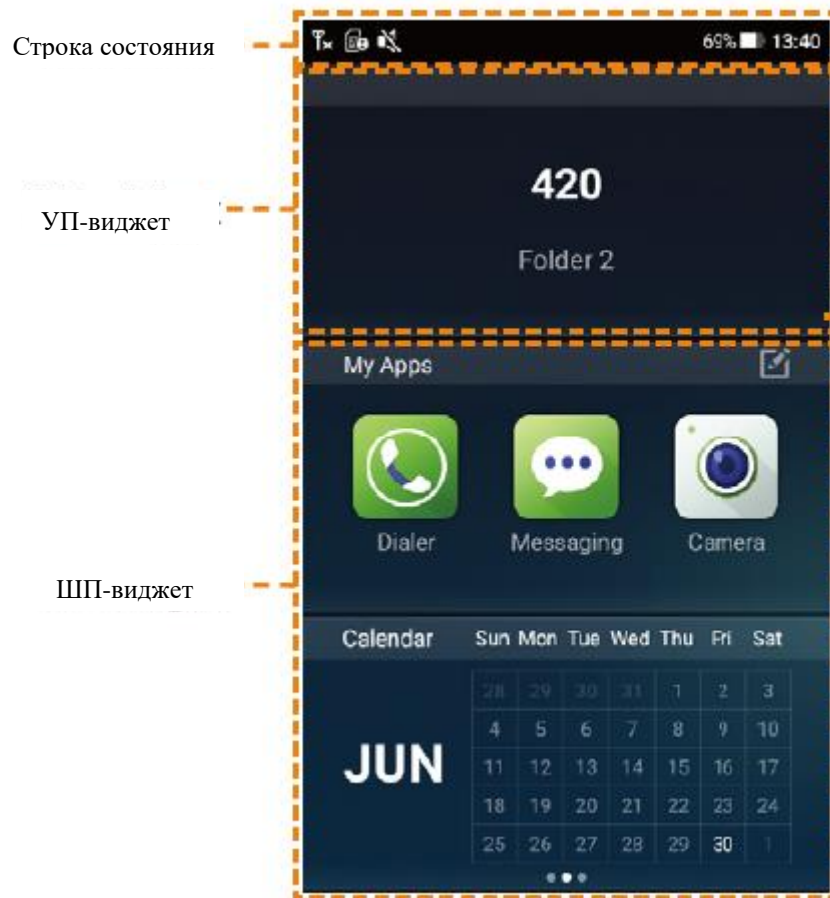 Строка состояния
69% 13:40
УП-виджет
420
Folder 2
ШП-виджет
My Apps
Dialer Messaging Camera
Calendar Sun Mon Tue Wed Thu Fri Sat
28 29 30 31 1 2 3
4 5 6 7 8 9 10
JUN
11 12 13 14 15 16 17
18 19 20 21 22 23 24
25 26 27 28 29 30 1